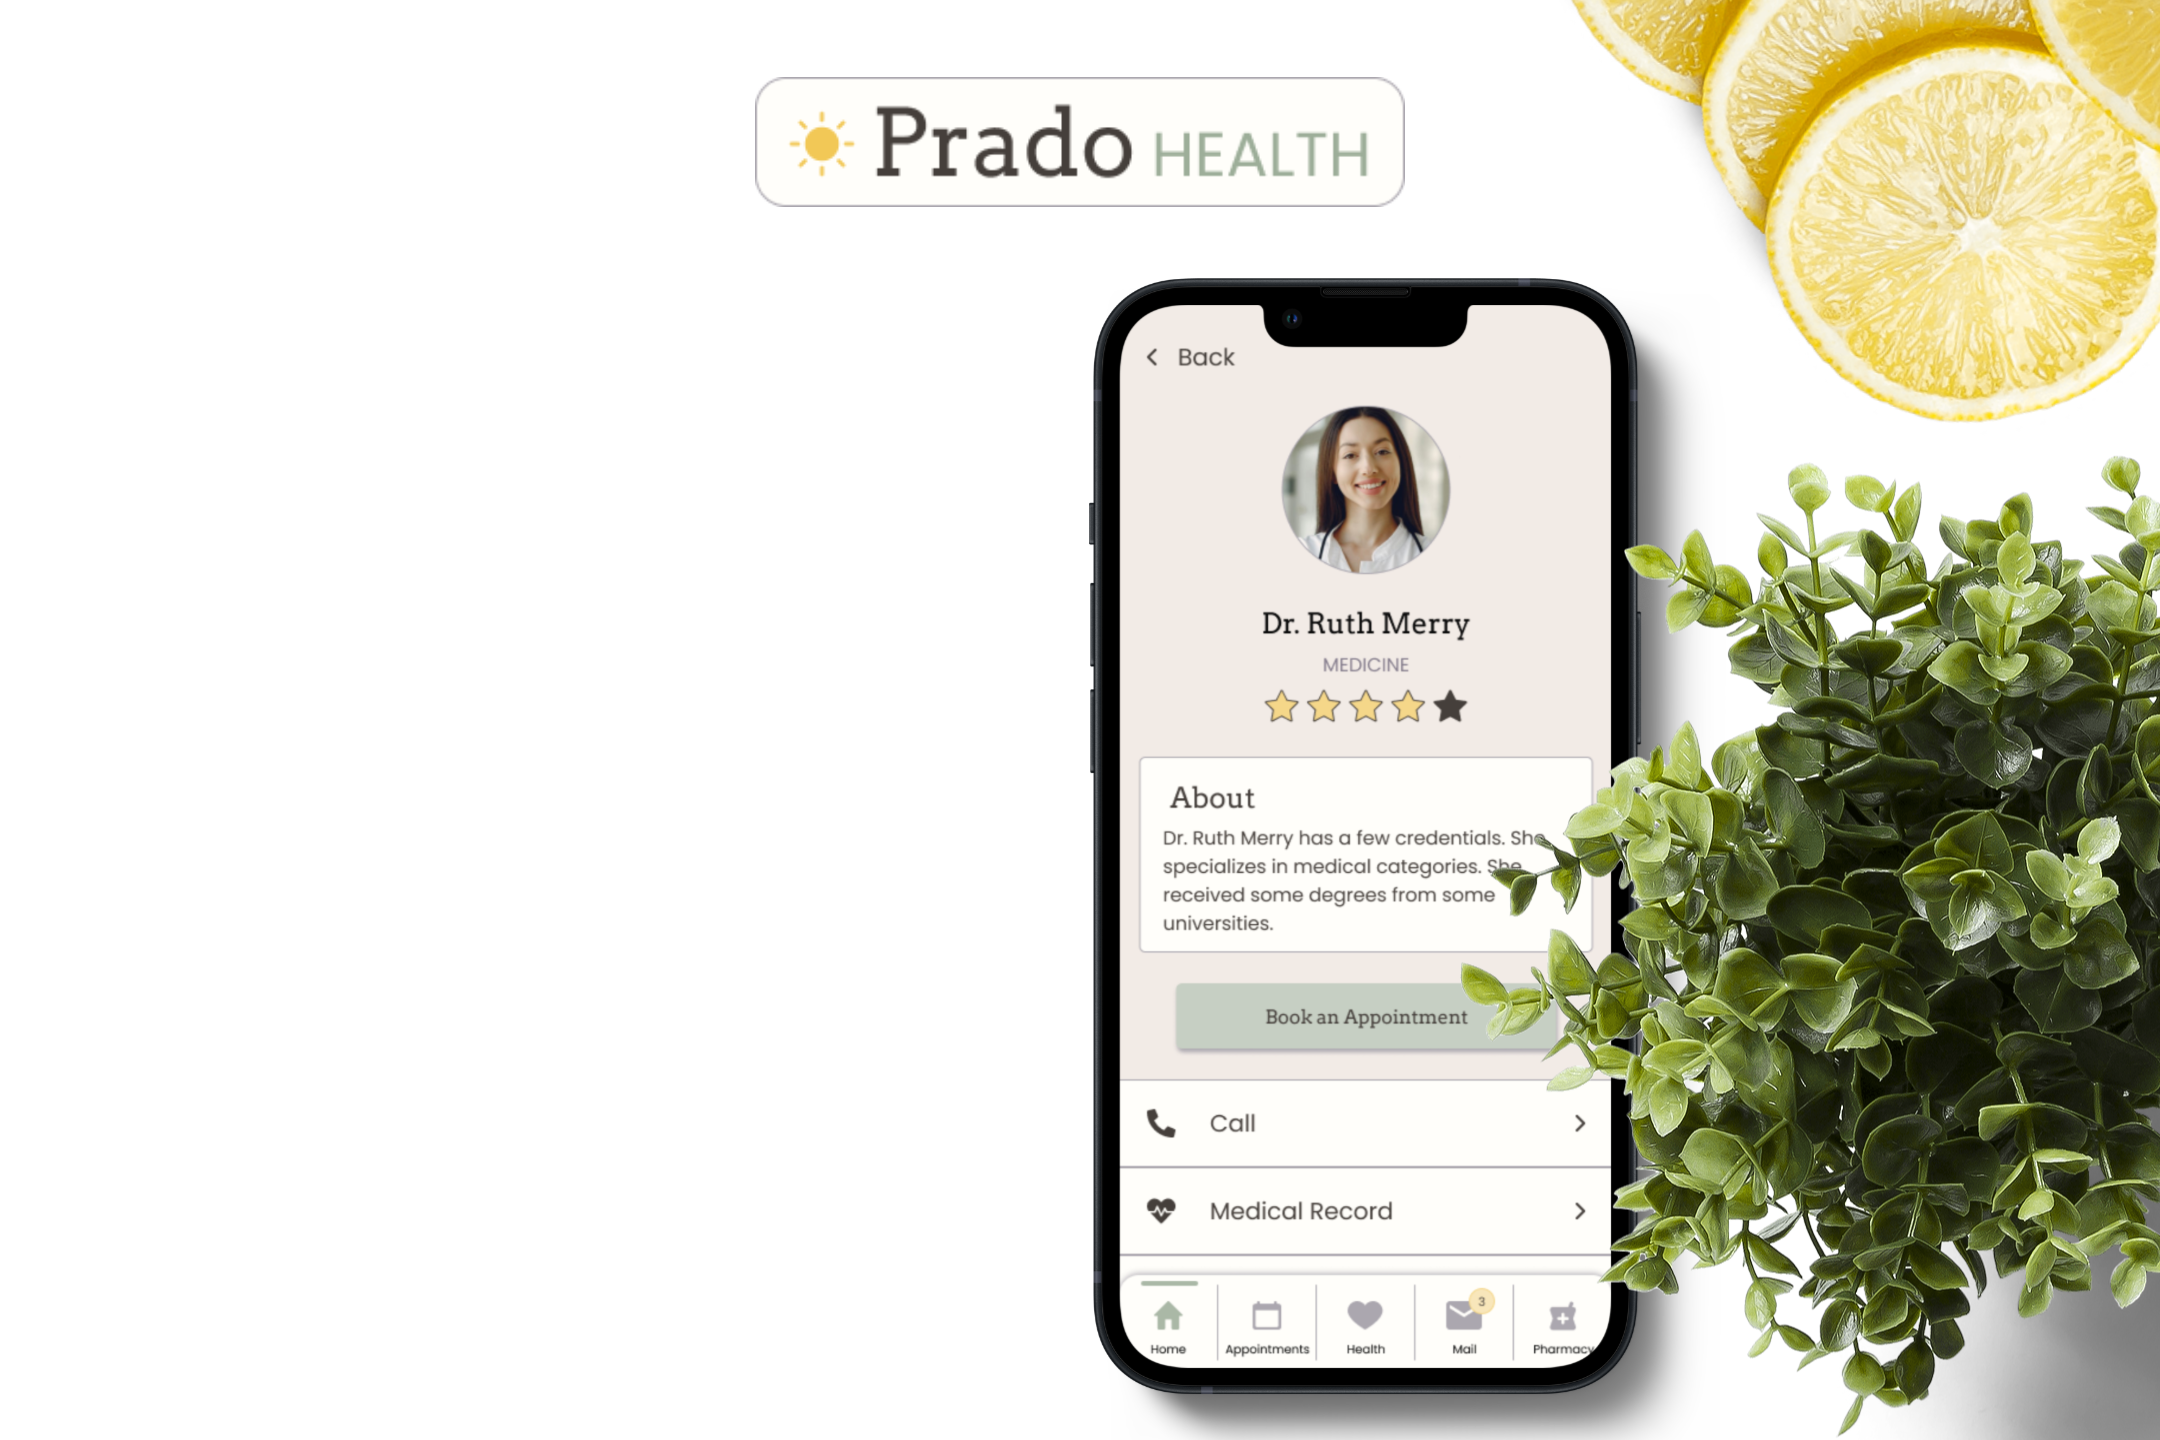 Prado HEALTH
Back
Dr. Ruth Merry
MEDICINE
About
Dr. Ruth Merry has a few credentials. She
specializes in medical categories. She
received some degrees from some
universities.
Book an Appointment
Call
Medical Record
3
Home
Appointments
Health
Mail
Pharmacy